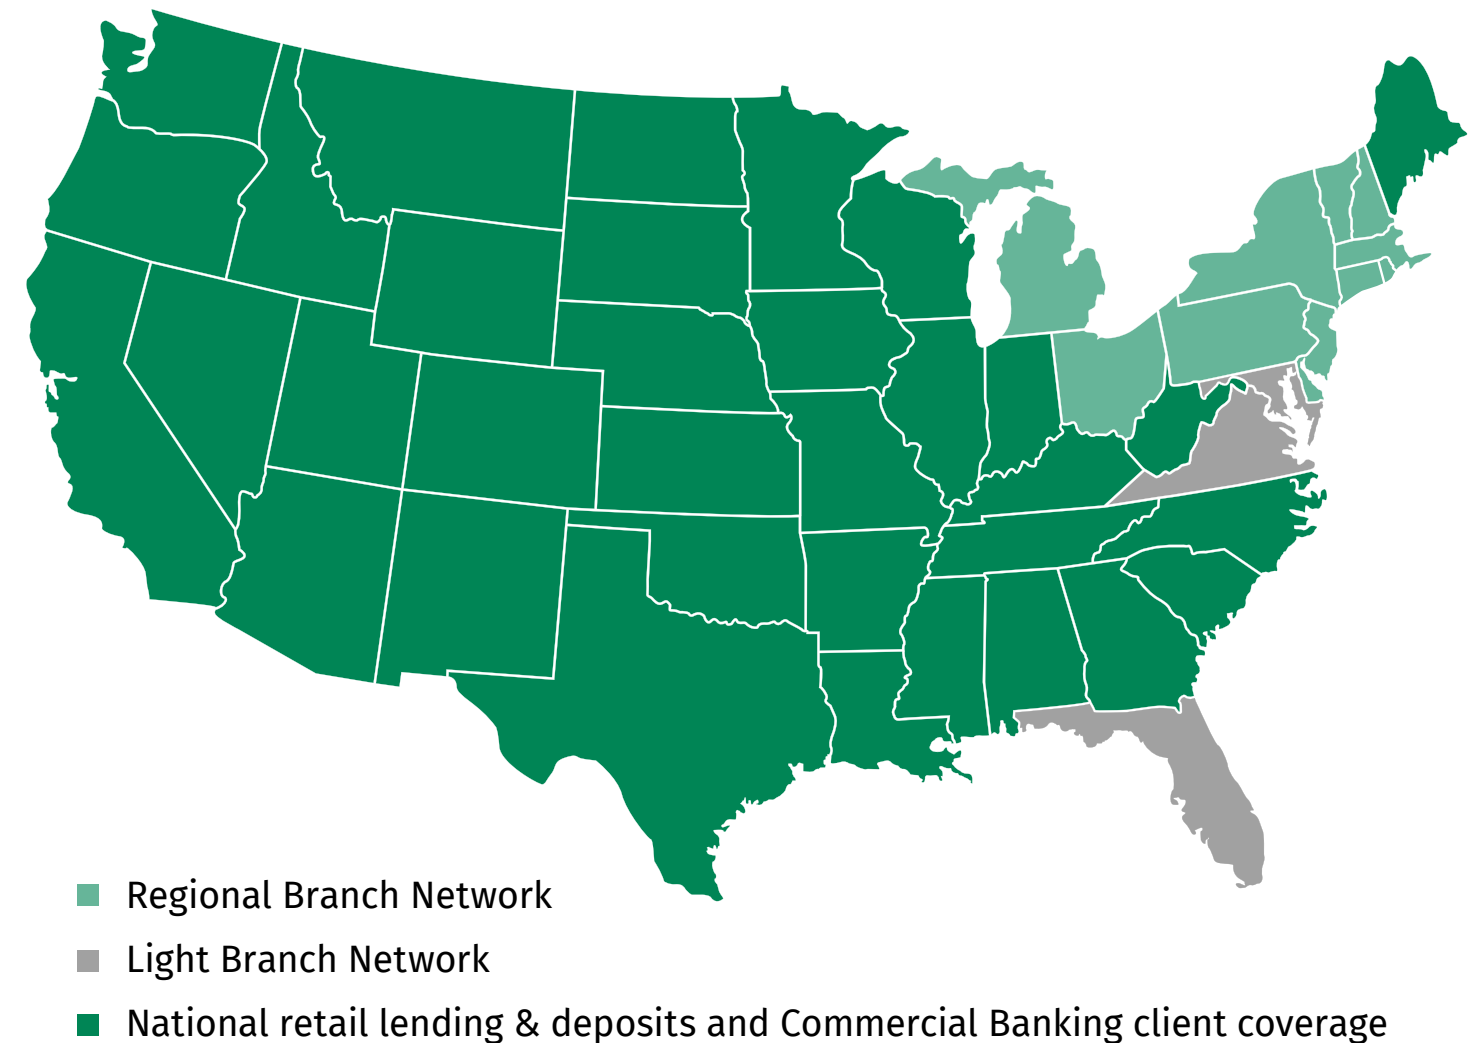 Regional Branch Network
Light Branch Network
National retail lending & deposits and Commercial Banking client coverage